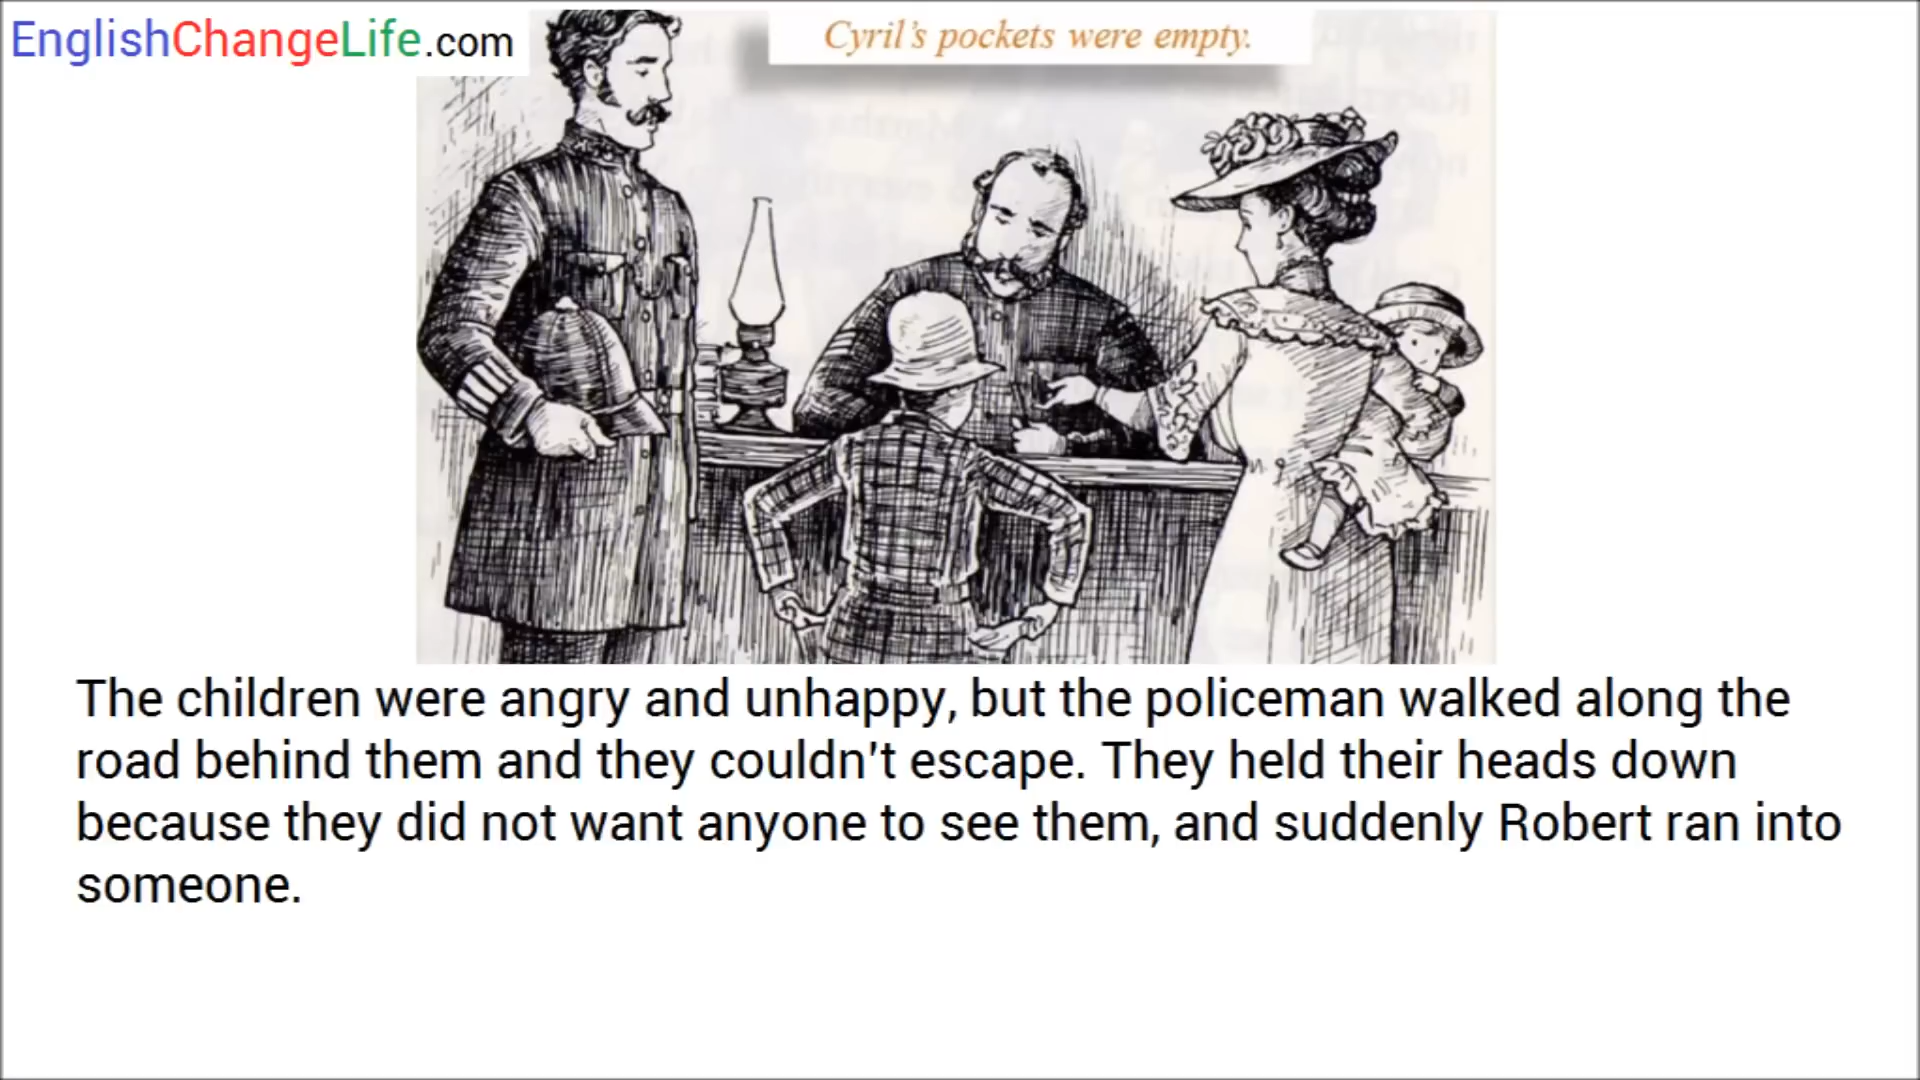 EnglishChangeLife.com
Cyril's pockets were empty.
The children were angry and unhappy, but the policeman walked along the
road behind them and they couldn't escape. They held their heads down
because they did not want anyone to see them, and suddenly Robert ran into
someone.